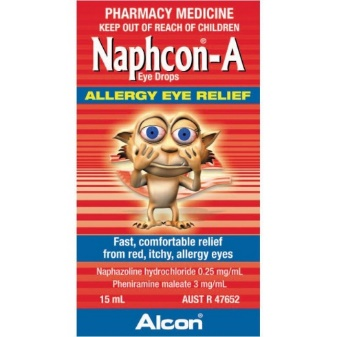 PHARMACY MEDICINE
KEEP OUT OF REACH OF CHILDREN
Naphcon-A®
Eye Drops
ALLERGY EYE RELIEF
Fast, comfortable relief
from red, itchy, allergy eyes
Naphazoline hydrochloride 0.25 mg/mL
Pheniramine maleate 3 mg/mL
15 mL AUST R 47652
Alcon®